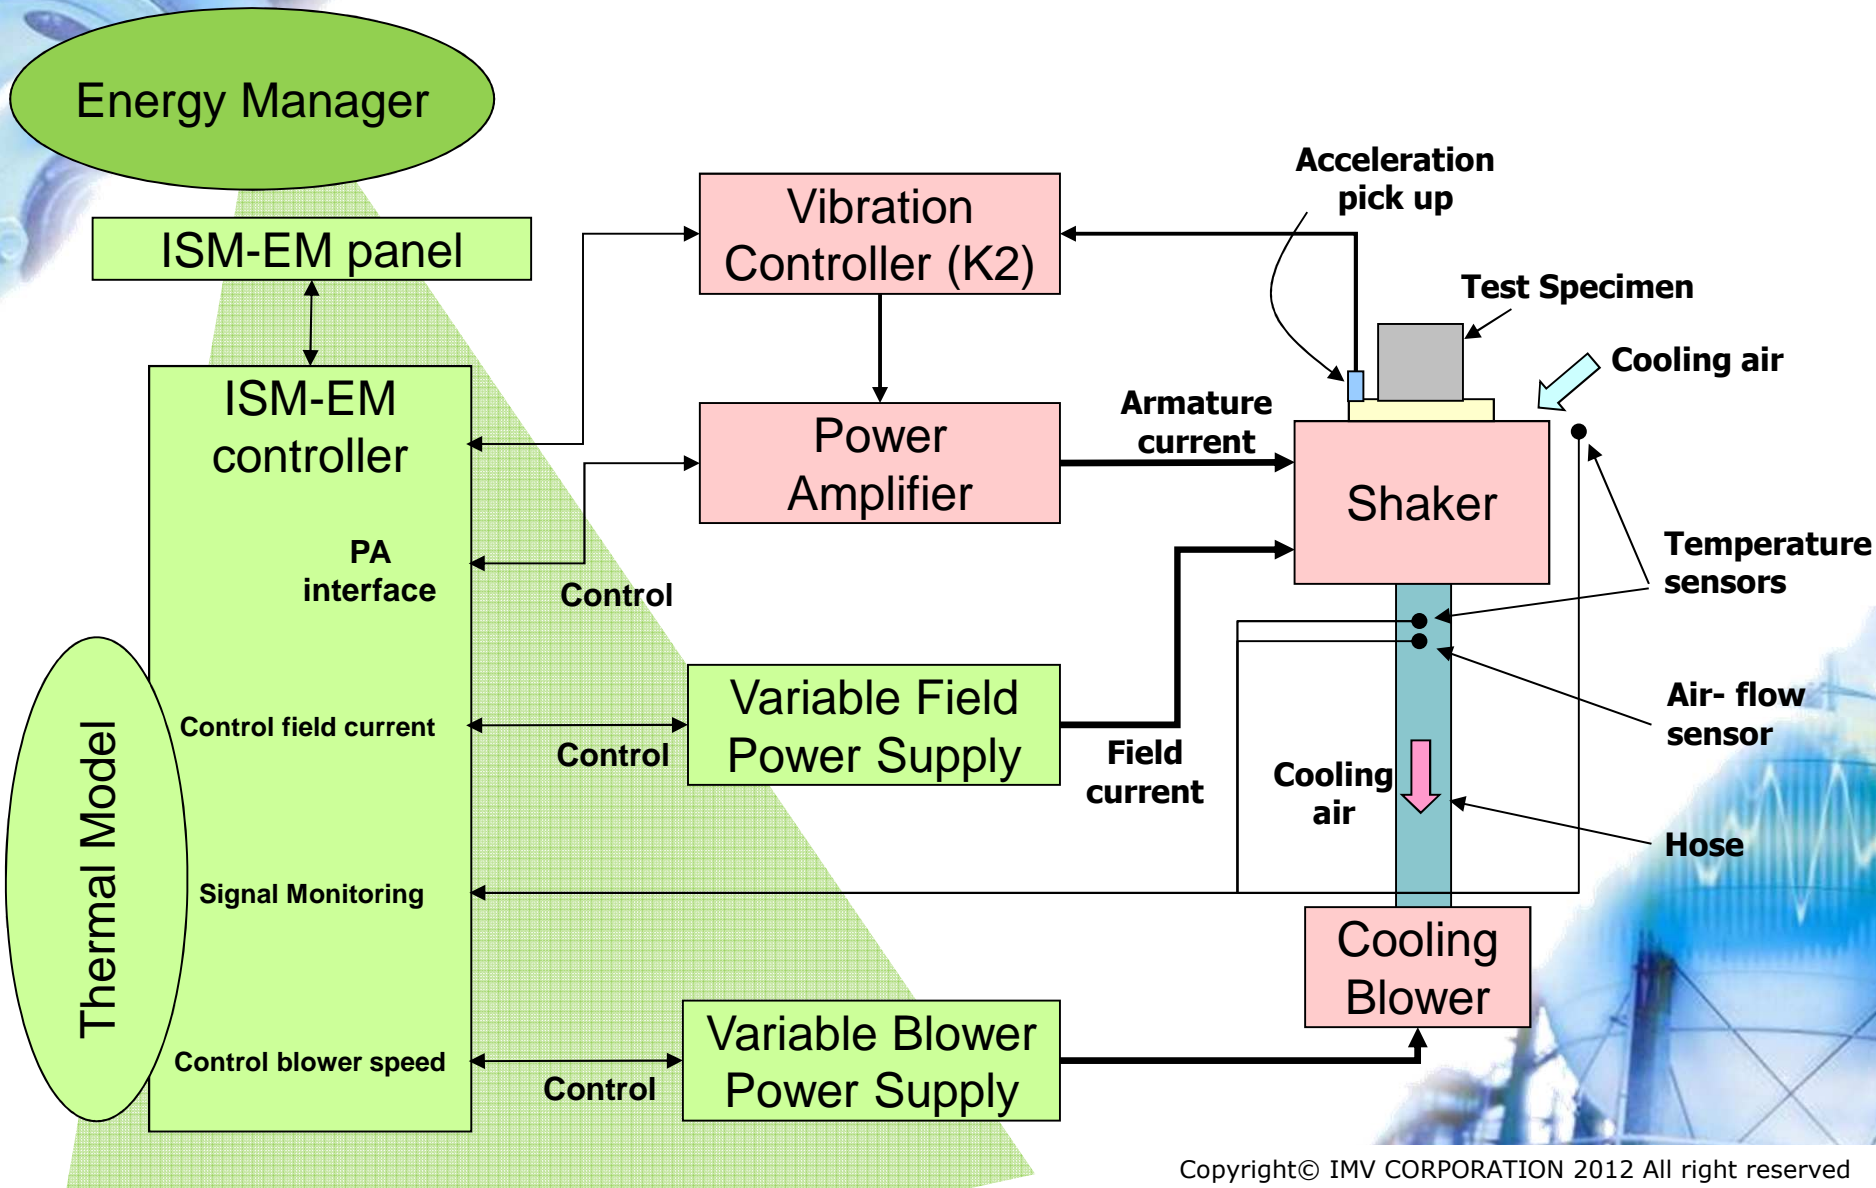 Energy Manager
ISM-EM panel
ISM-EM
controller
PA
interface
Control field current
Signal Monitoring
Control blower speed
Thermal Model
Vibration
Controller (K2)
Power
Amplifier
Control
Variable Field
Power Supply
Control
Variable Blower
Power Supply
Control
Armature
current
Field
current
Acceleration
pick up
Test Specimen
Cooling air
Shaker
Temperature
sensors
Air- flow
sensor
Cooling
air
Hose
Cooling
Blower
Copyright© IMV CORPORATION 2012 All right reserved